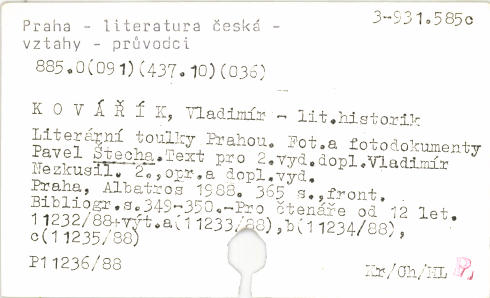 Praha - literatura česká -
3-931.585c
vztahy - průvodci
885.0(091)(437.10)(036)
K O V Á Ř Í K, Vladimír - lit.historik
Literární toulky Prahou. Fot.a fotodokumenty
Pavel Štecha.Text pro 2.vyd.dopl.Vladimír
Nezkusil. 2.,opr.a dopl.vyd.
Praha, Albatros 1988. 365 s.,front.
Bibliogr.s.349-350.-Pro čtenáře od 12 let.
11232/88+výt.a(11233/88),b(11234/88),
c(11235/88)
P11236/88
Kr/Ch/ML